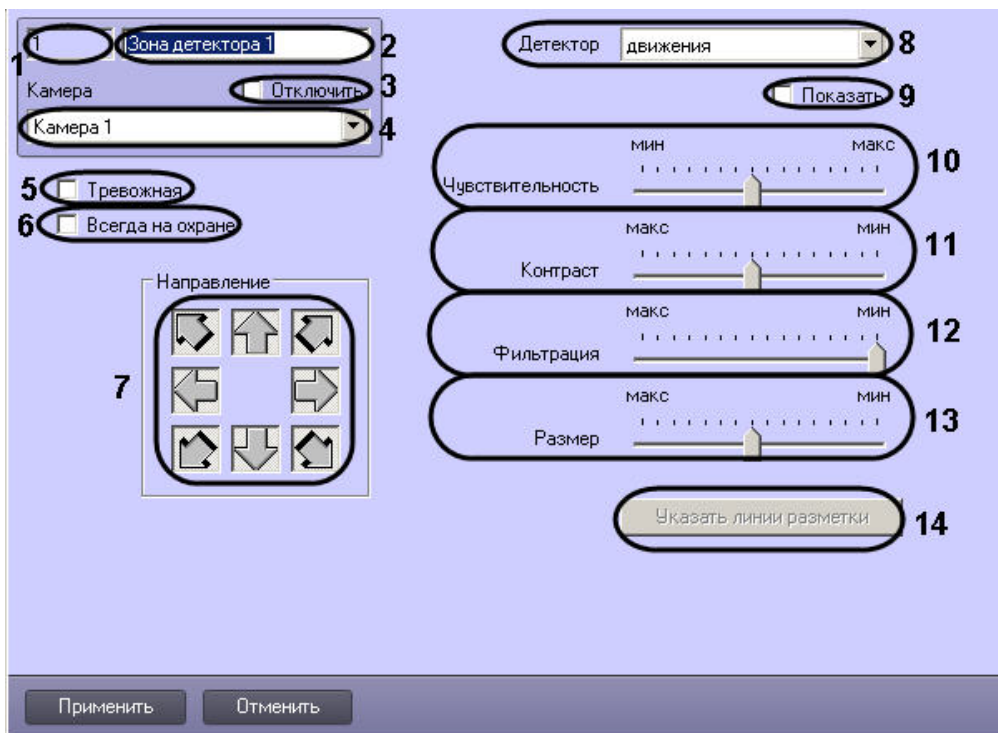 1 Зона детектора 1 2
1
Камера Отключить 3
Камера 1 4
5 Тревожная
6 Всегда на охране
Направление
7
Детектор движения 8
Показать 9
мин макс 10
Чувствительность
макс мин 11
Контраст
макс мин 12
Фильтрация
макс мин 13
Размер
Указать линии разметки 14
Применить Отменить